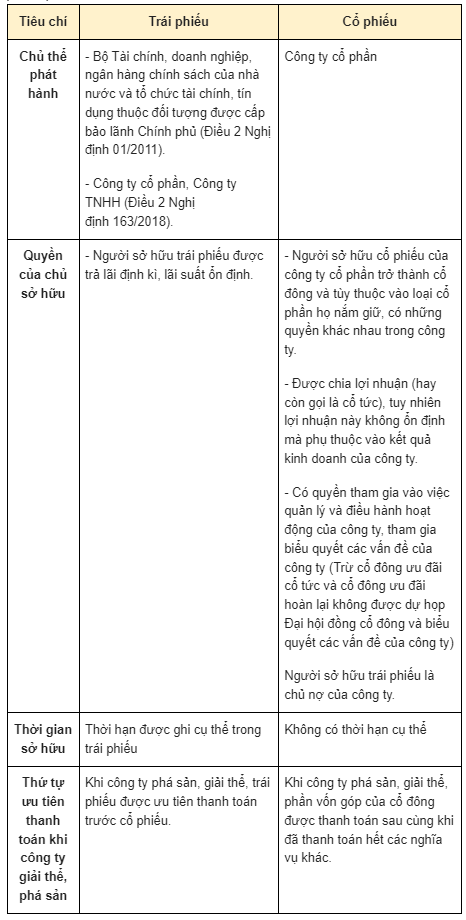 Tiêu chí
Trái phiếu
Cổ phiếu
Chủ thể
phát
hành
- Bộ Tài chính, doanh nghiệp,
ngân hàng chính sách của nhà
nước và tổ chức tài chính, tín
dụng thuộc đối tượng được cấp
bảo lãnh Chính phủ (Điều 2 Nghị
định 01/2011).
- Công ty cổ phần, Công ty
TNHH (Điều 2 Nghị
định 163/2018).
Công ty cổ phần
Quyền
của chủ
sở hữu
- Người sở hữu trái phiếu được
trả lãi định kì, lãi suất ổn định.
- Người sở hữu cổ phiếu của
công ty cổ phần trở thành cổ
đông và tùy thuộc vào loại cổ
phần họ nắm giữ, có những
quyền khác nhau trong công
ty.
- Được chia lợi nhuận (hay
còn gọi là cổ tức), tuy nhiên
lợi nhuận này không ổn định
mà phụ thuộc vào kết quả
kinh doanh của công ty.
- Có quyền tham gia vào việc
quản lý và điều hành hoạt
động của công ty, tham gia
biểu quyết các vấn đề của
công ty (Trừ cổ đông ưu đãi
cổ tức và cổ đông ưu đãi
hoàn lại không được dự họp
Đại hội đồng cổ đông và biểu
quyết các vấn đề của công ty)
Người sở hữu trái phiếu là
chủ nợ của công ty.
Thời gian
sở hữu
Thời hạn được ghi cụ thể trong
trái phiếu
Không có thời hạn cụ thể
Thứ tự
ưu tiên
thanh
toán khi
công ty
giải thể,
phá sản
Khi công ty phá sản, giải thể, trái
phiếu được ưu tiên thanh toán
trước cổ phiếu.
Khi công ty phá sản, giải thể,
phần vốn góp của cổ đông
được thanh toán sau cùng khi
đã thanh toán hết các nghĩa
vụ khác.